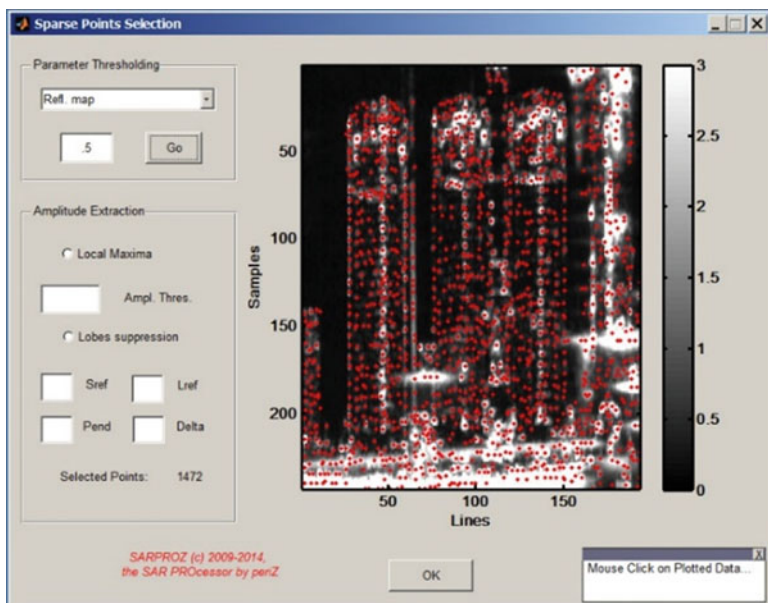 Sparse Points Selection
Parameter Thresholding
Refl. map
.5
Go
Amplitude Extraction
Local Maxima
Ampl. Thres.
Lobes suppression
Sref
Lref
Pend
Delta
Selected Points: 1472
Samples
50
100
150
200
50
100
150
Lines
3
2.5
2
1.5
1
0.5
0
SARPROZ (c) 2009-2014,
the SAR PROcessor by periZ
OK
X
Mouse Click on Plotted Data...